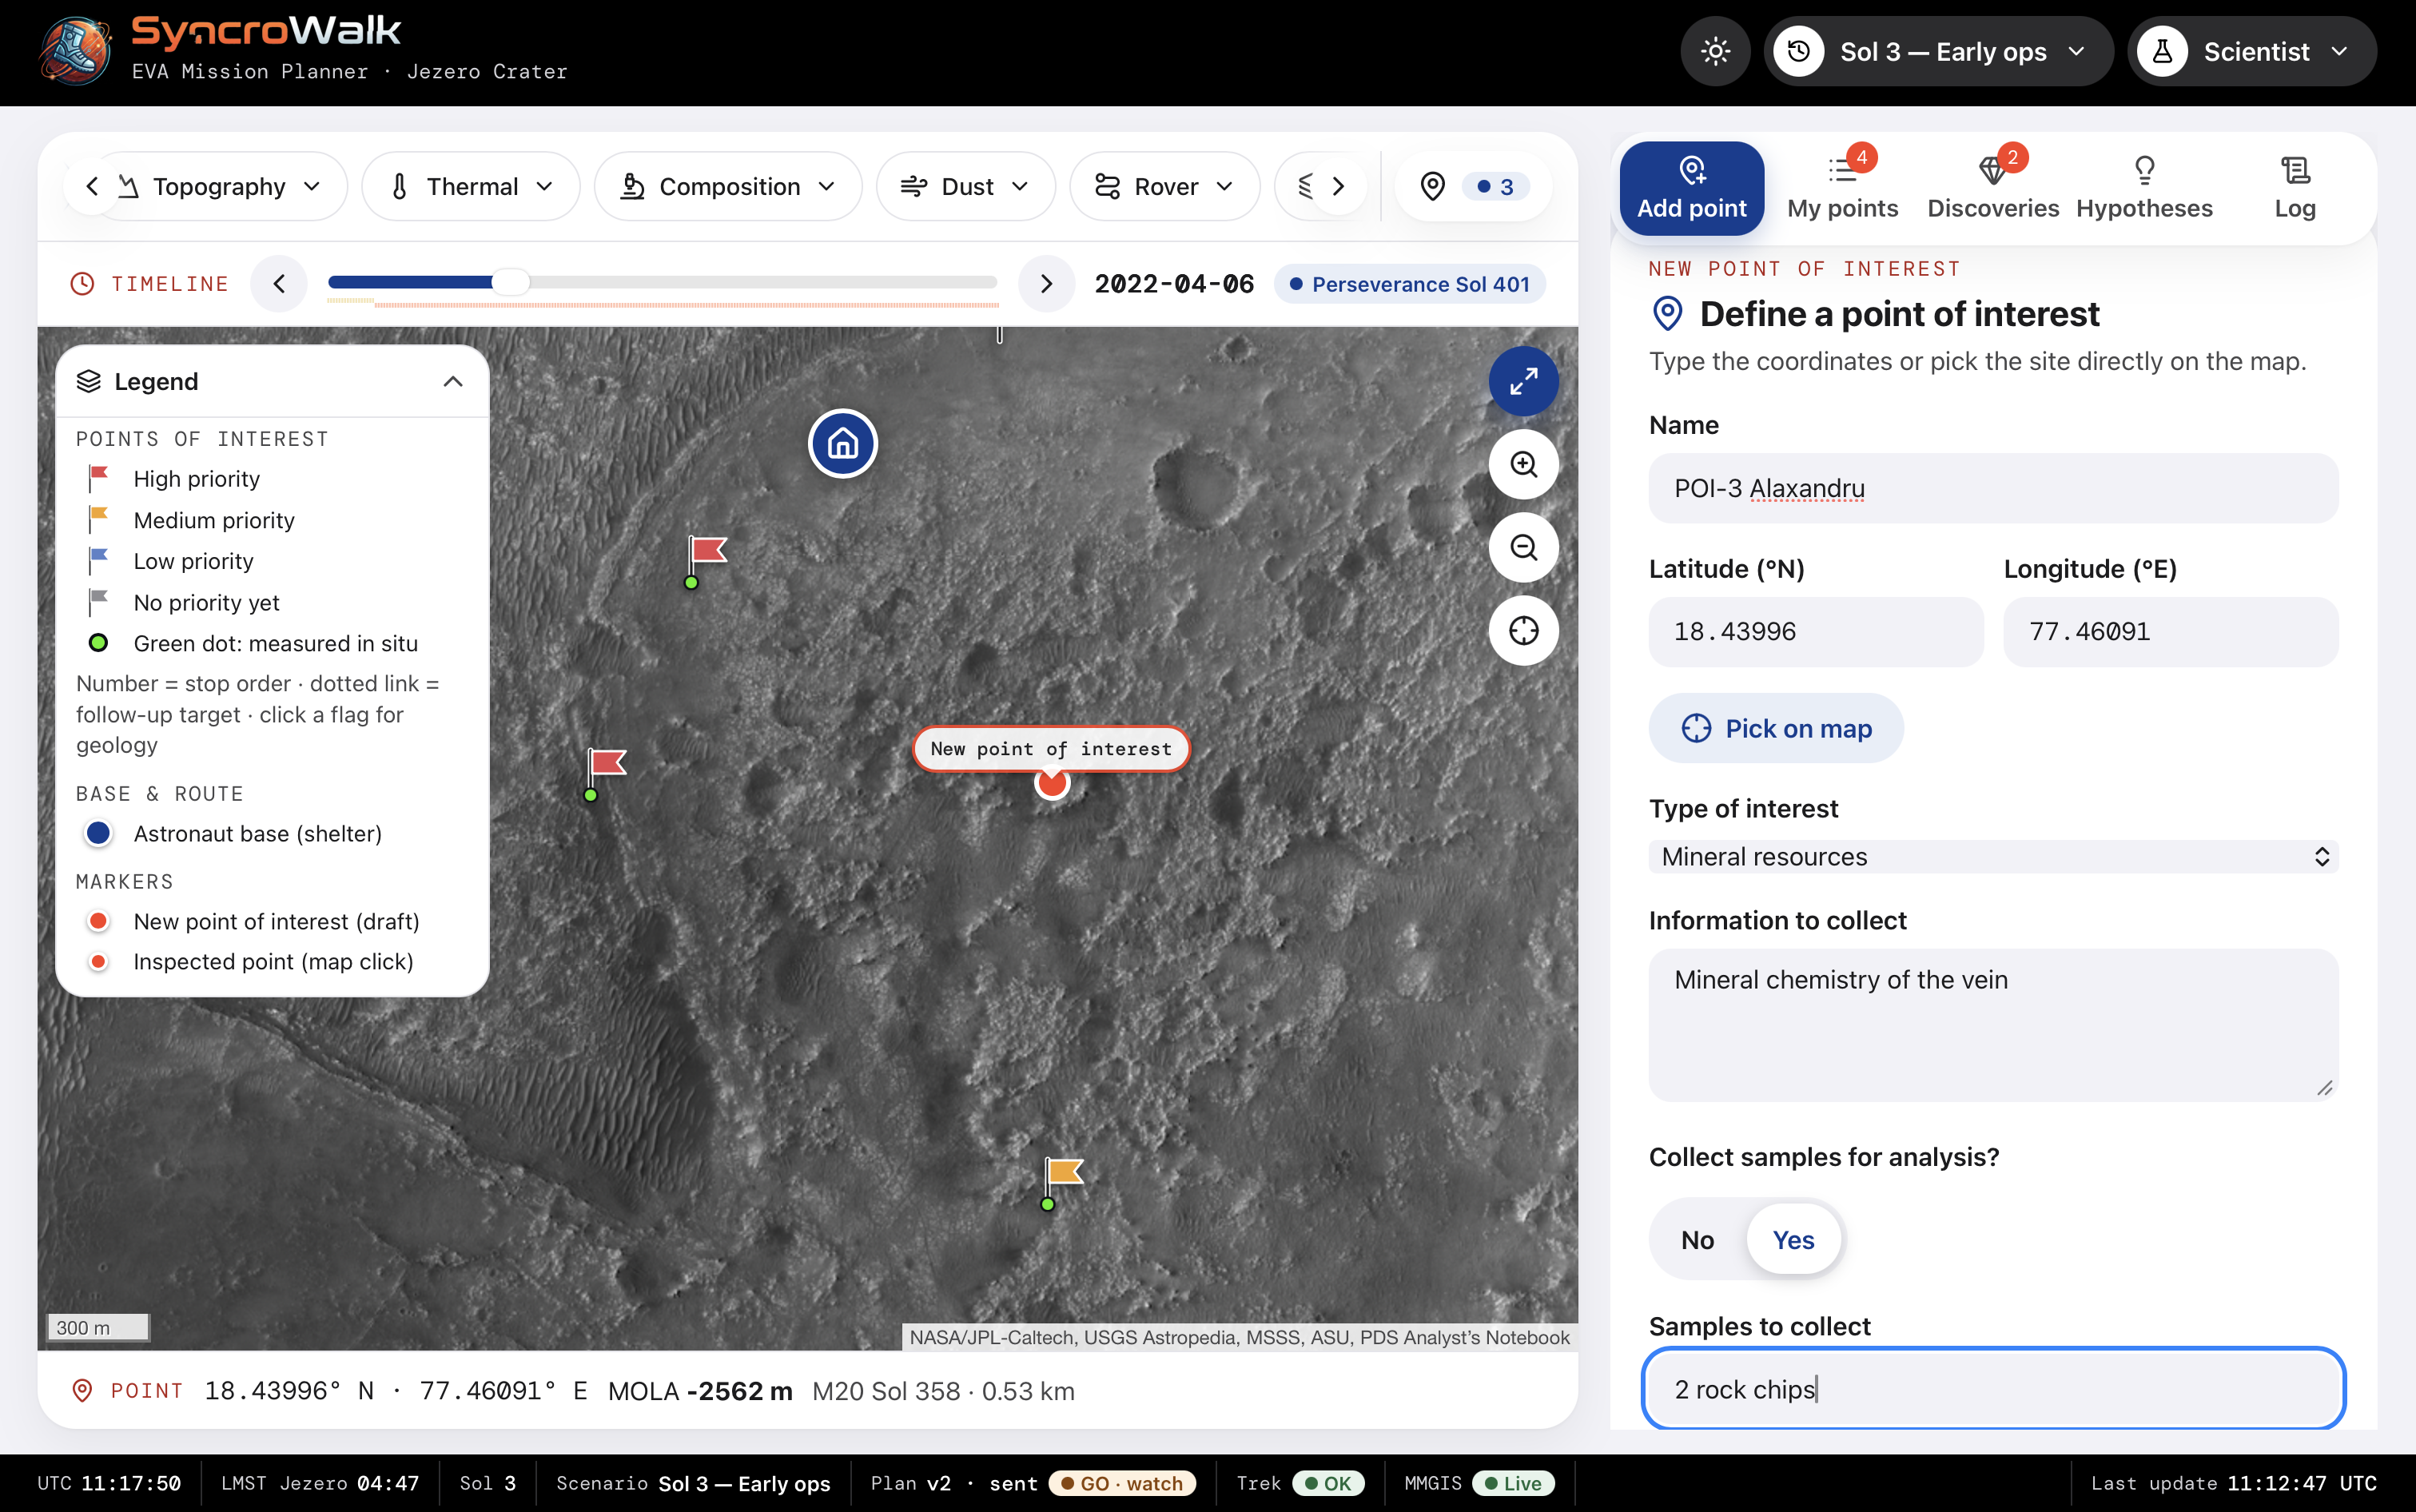 SyncroWalk
EVA Mission Planner · Jezero Crater
Sol 3 — Early ops
Scientist
Topography
Thermal
Composition
Dust
Rover
3
TIMELINE
2022-04-06
Perseverance Sol 401
Legend
POINTS OF INTEREST
High priority
Medium priority
Low priority
No priority yet
Green dot: measured in situ
Number = stop order · dotted link =
follow-up target · click a flag for
geology
BASE & ROUTE
Astronaut base (shelter)
MARKERS
New point of interest (draft)
Inspected point (map click)
New point of interest
300 m
NASA/JPL-Caltech, USGS Astropedia, MSSS, ASU, PDS Analyst's Notebook
POINT 18.43996° N · 77.46091° E MOLA -2562 m M20 Sol 358 · 0.53 km
Add point
My points
4
Discoveries
2
Hypotheses
Log
NEW POINT OF INTEREST
Define a point of interest
Type the coordinates or pick the site directly on the map.
Name
POI-3 Alaxandru
Latitude (°N)
Longitude (°E)
18.43996
77.46091
Pick on map
Type of interest
Mineral resources
Information to collect
Mineral chemistry of the vein
Collect samples for analysis?
No
Yes
Samples to collect
2 rock chips
UTC 11:17:50
LMST Jezero 04:47
Sol 3
Scenario Sol 3 — Early ops
Plan v2 · sent GO · watch
Trek OK
MMGIS Live
Last update 11:12:47 UTC